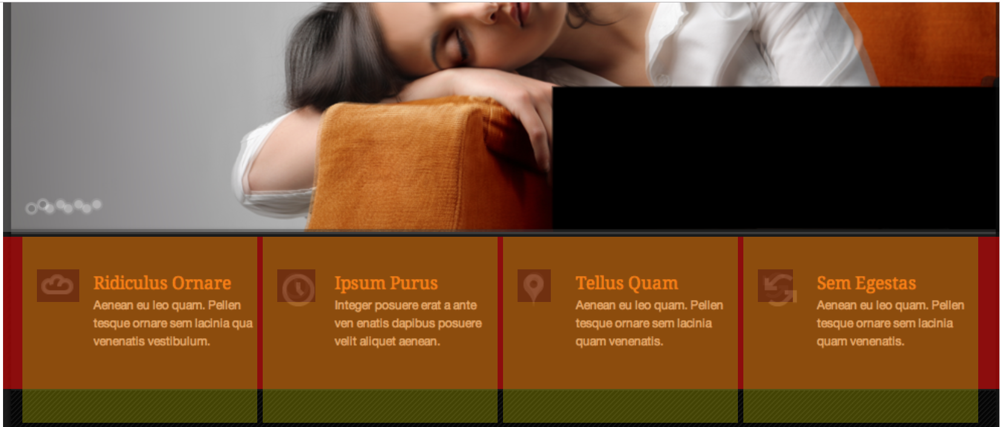 Ridiculus Ornare
Aenean eu leo quam. Pellen
tesque ornare sem lacinia qua
venenatis vestibulum.
Ipsum Purus
Integer posuere erat a ante
ven enatis dapibus posuere
velit aliquet aenean.
Tellus Quam
Aenean eu leo quam. Pellen
tesque ornare sem lacinia
quam venenatis.
Sem Egestas
Aenean eu leo quam. Pellen
tesque ornare sem lacinia
quam venenatis.